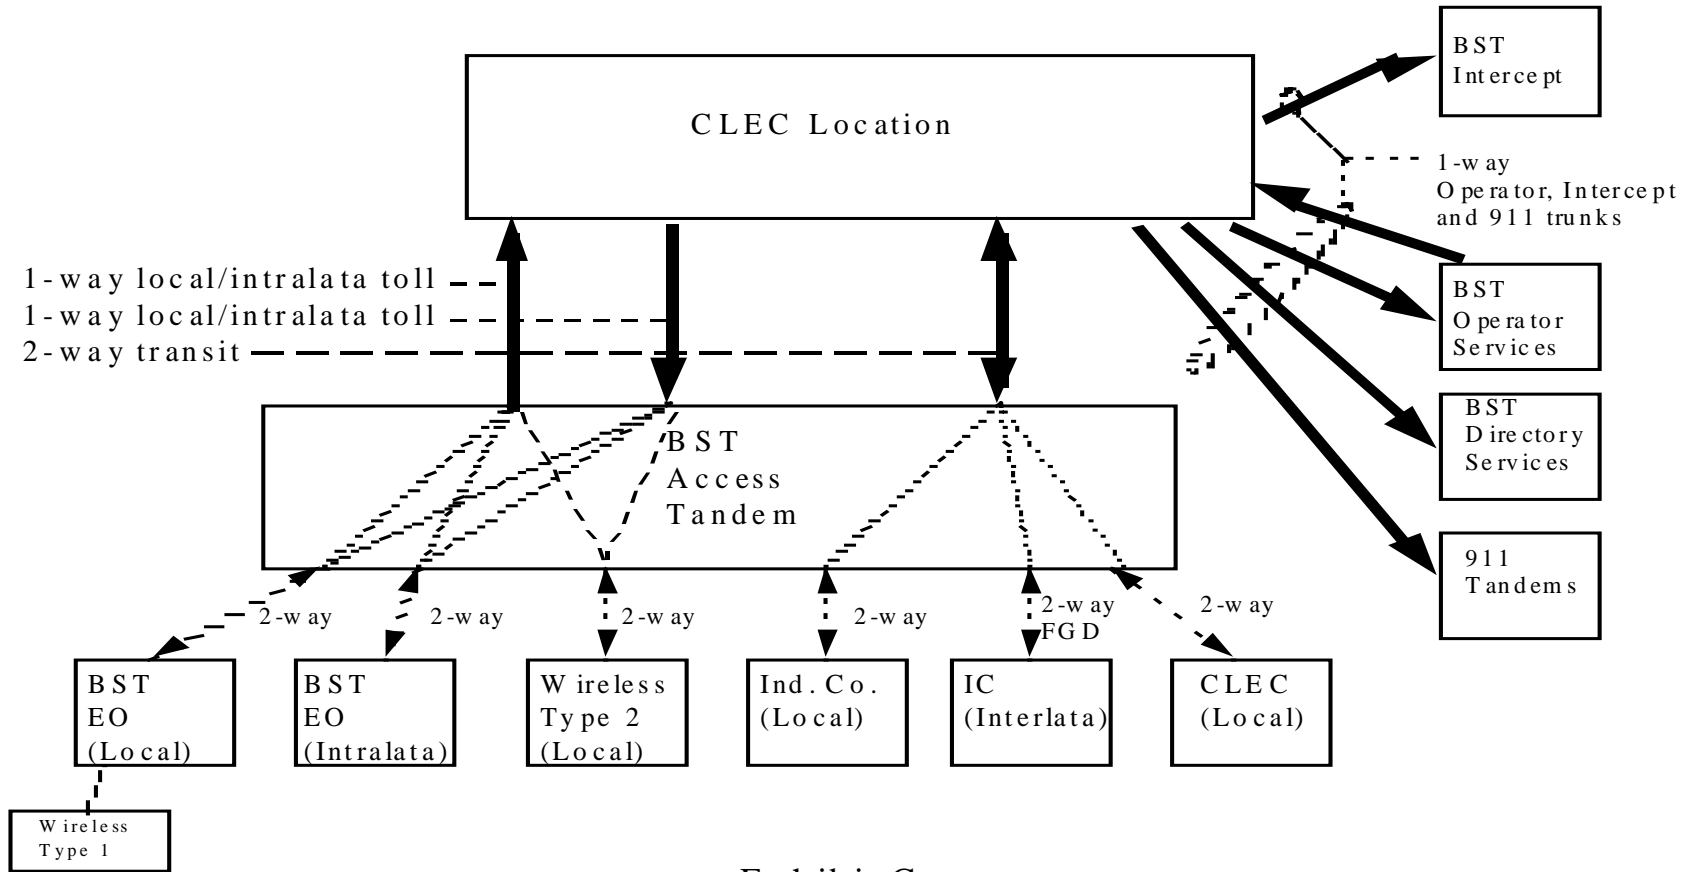 BST
Intercept
CLEC Location
1-way
Operator, Intercept
and 911 trunks
1-way local/intralata toll
1-way local/intralata toll
2-way transit
BST
Operator
Services
BST
Directory
Services
BST
Access
Tandem
911
Tandems
2-way
2-way
2-way
2-way
2-way
FGD
2-way
BST
EO
(Local)
BST
EO
(Intralata)
Wireless
Type 2
(Local)
Ind. Co.
(Local)
IC
(Interlata)
CLEC
(Local)
Wireless
Type 1